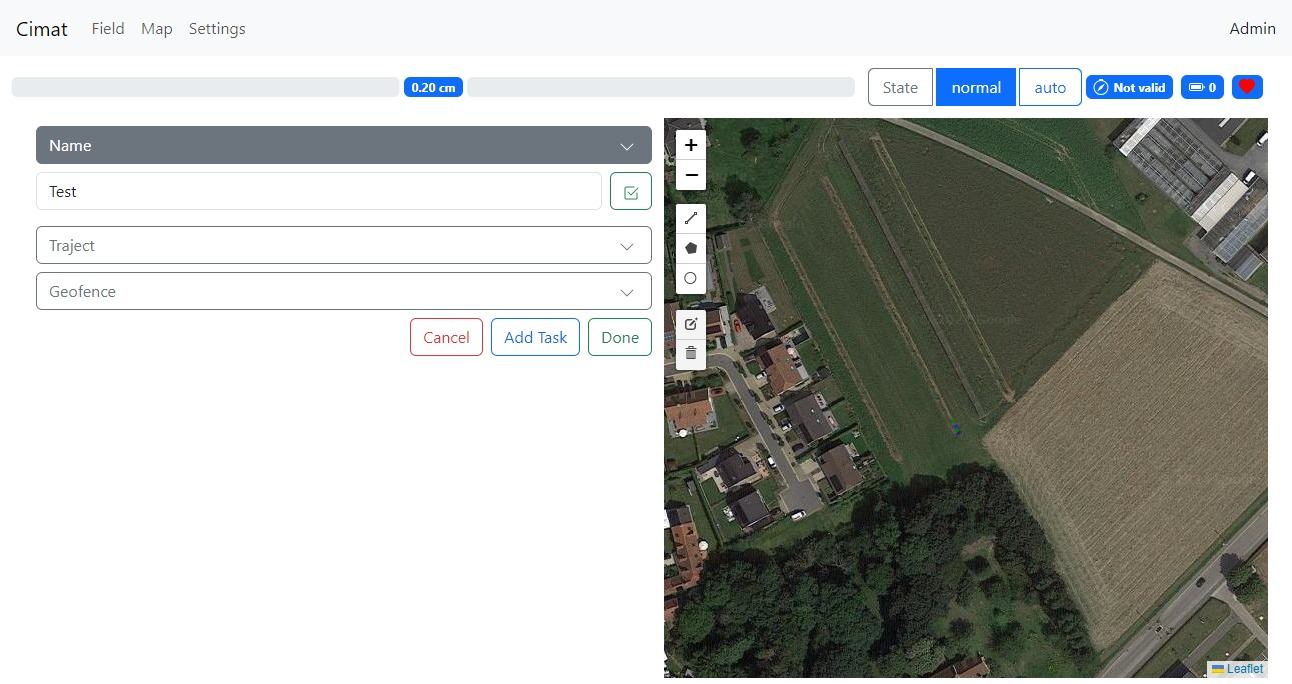 Cimat Field Map Settings Admin
0.20 cm State normal auto Not valid 0
Name
Test
Traject
Geofence
Cancel Add Task Done
+
−
Google
Leaflet